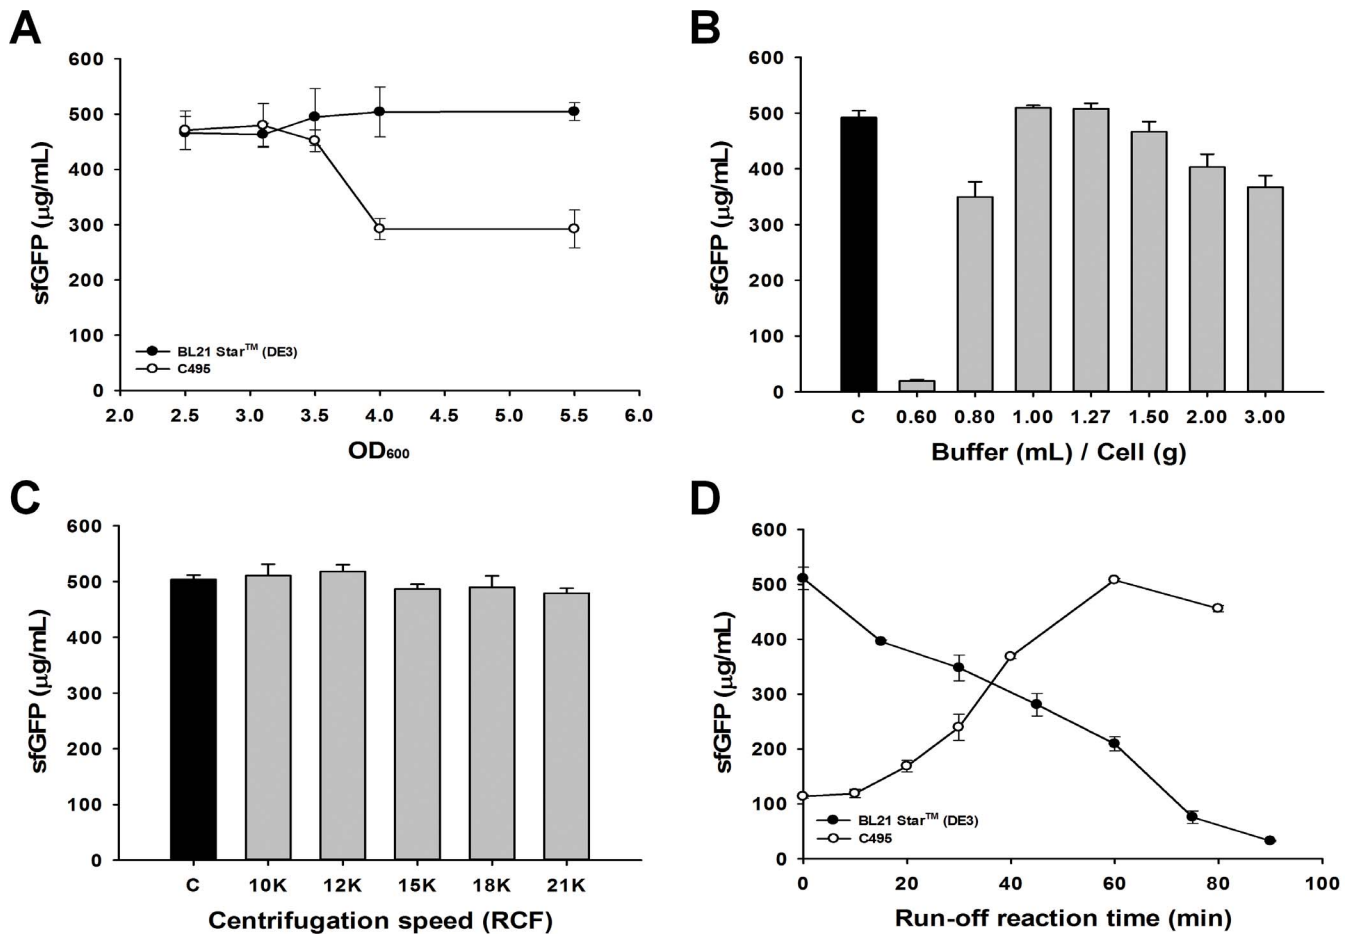 A
600
500
400
300
200
100
0
sfGFP (μg/mL)
BL21 Star™ (DE3)
C495
2.0 2.5 3.0 3.5 4.0 4.5 5.0 5.5 6.0
OD₆₀₀
B
600
500
400
300
200
100
0
sfGFP (μg/mL)
C 0.60 0.80 1.00 1.27 1.50 2.00 3.00
Buffer (mL) / Cell (g)
C
600
500
400
300
200
100
0
sfGFP (μg/mL)
C 10K 12K 15K 18K 21K
Centrifugation speed (RCF)
D
600
500
400
300
200
100
0
sfGFP (μg/mL)
BL21 Star™ (DE3)
C495
0 20 40 60 80 100
Run-off reaction time (min)